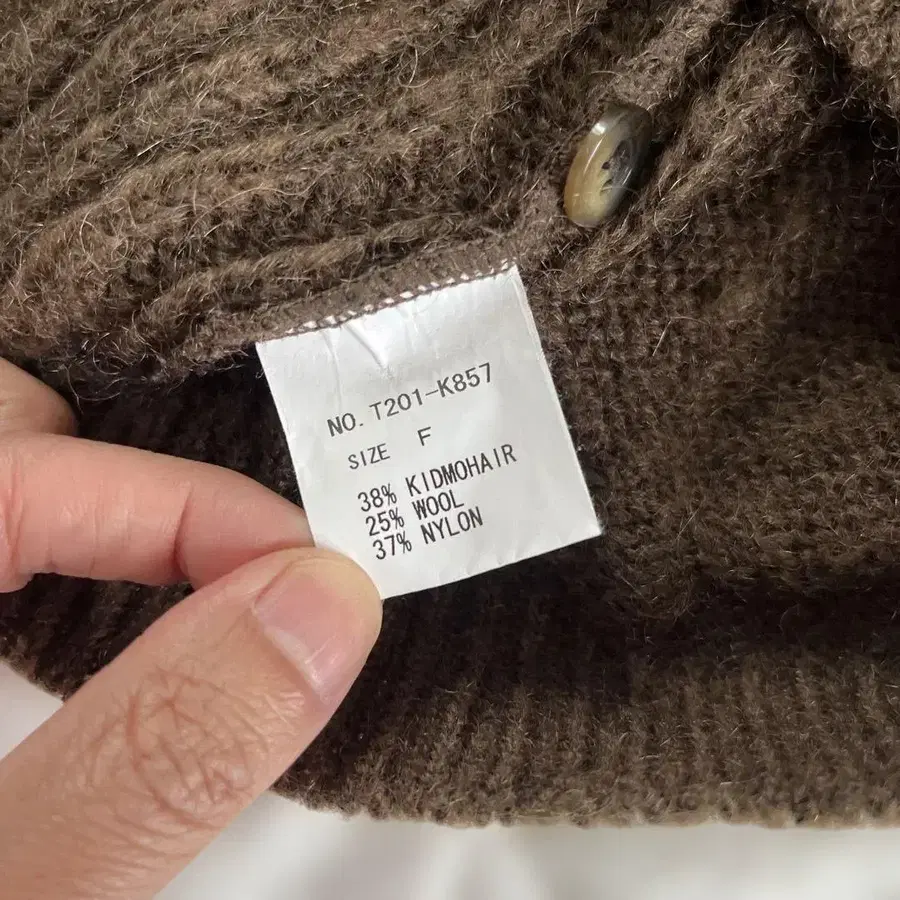 NO. T201-K857
SIZE F
38% KIDMOHAIR
25% WOOL
37% NYLON